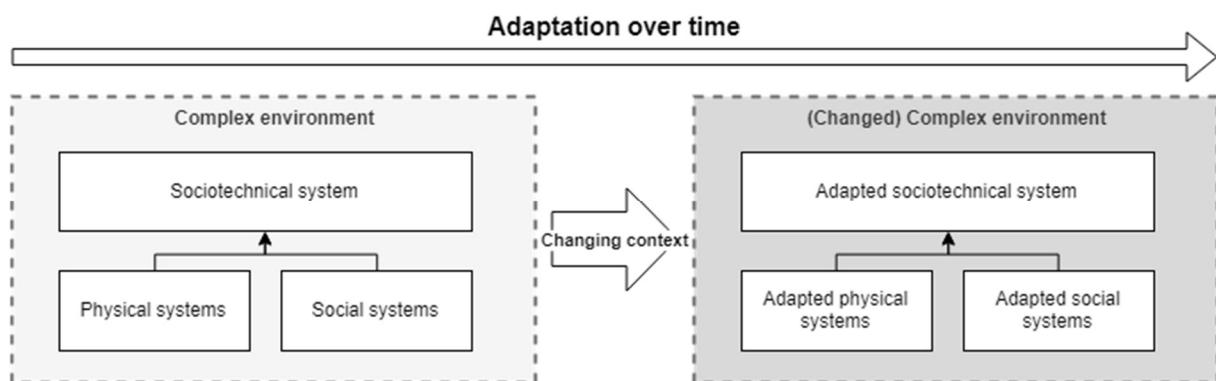 Adaptation over time
Complex environment
Sociotechnical system
Physical systems
Social systems
Changing context
(Changed) Complex environment
Adapted sociotechnical system
Adapted physical
systems
Adapted social
systems